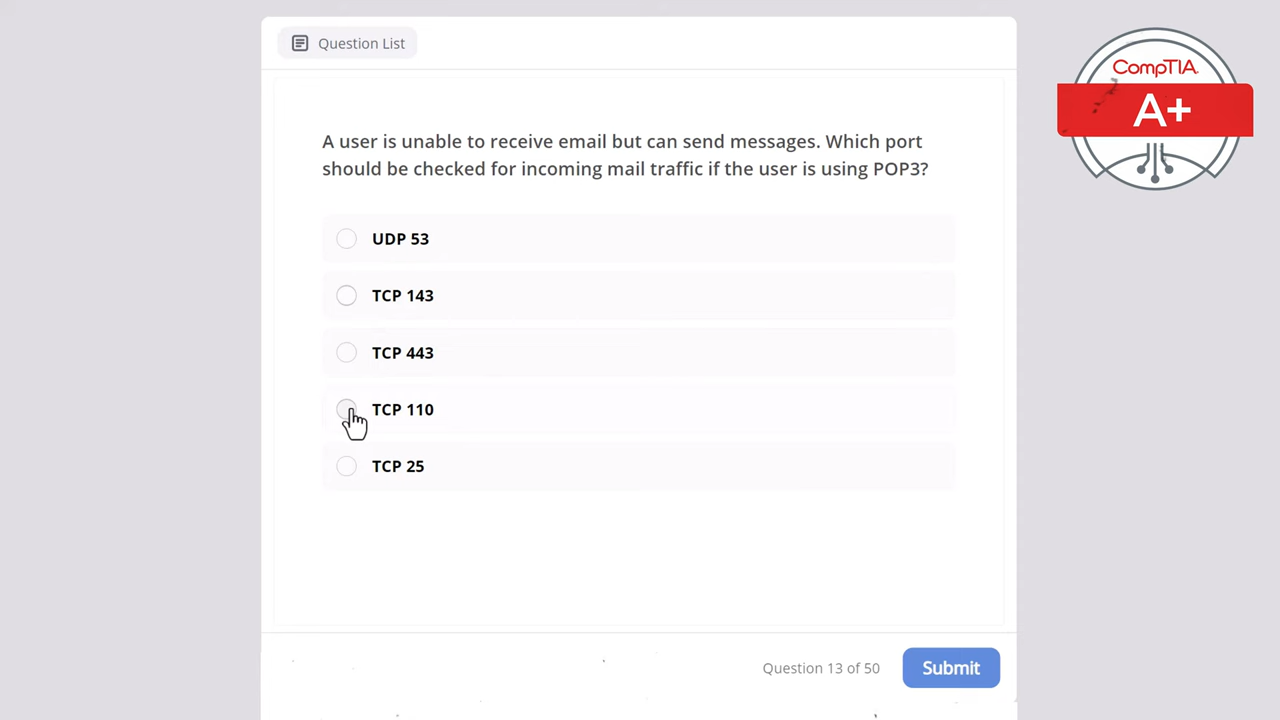 Question List
CompTIA
A+
A user is unable to receive email but can send messages. Which port
should be checked for incoming mail traffic if the user is using POP3?
UDP 53
TCP 143
TCP 443
TCP 110
TCP 25
Question 13 of 50
Submit